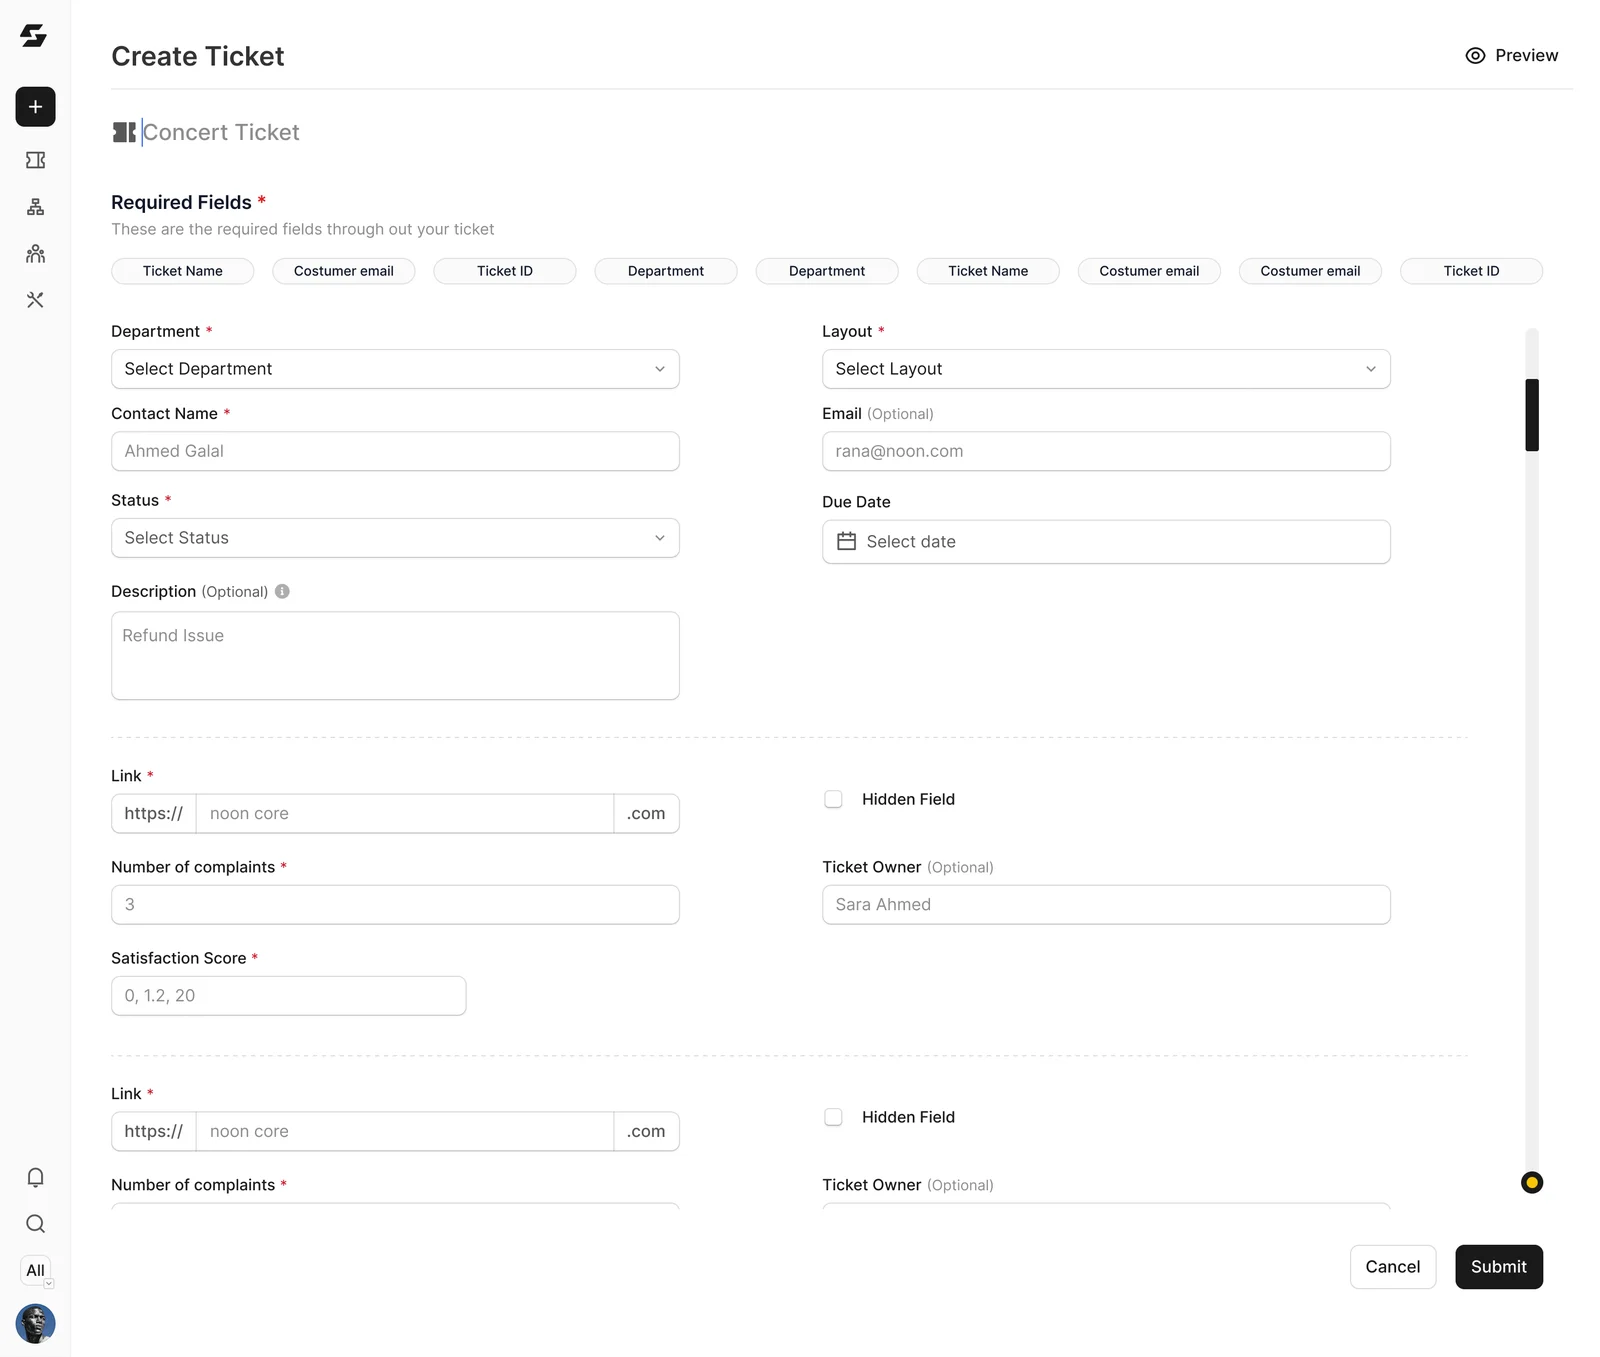 Create Ticket
Preview
Concert Ticket
Required Fields *
These are the required fields through out your ticket
Ticket Name
Costumer email
Ticket ID
Department
Department
Ticket Name
Costumer email
Costumer email
Ticket ID
Department *
Layout *
Select Department
Select Layout
Contact Name *
Email (Optional)
Ahmed Galal
rana@noon.com
Status *
Due Date
Select Status
Select date
Description (Optional)
Refund Issue
Link *
https://
noon core
.com
Hidden Field
Number of complaints *
Ticket Owner (Optional)
3
Sara Ahmed
Satisfaction Score *
0, 1.2, 20
Link *
https://
noon core
.com
Hidden Field
Number of complaints *
Ticket Owner (Optional)
All
Cancel
Submit